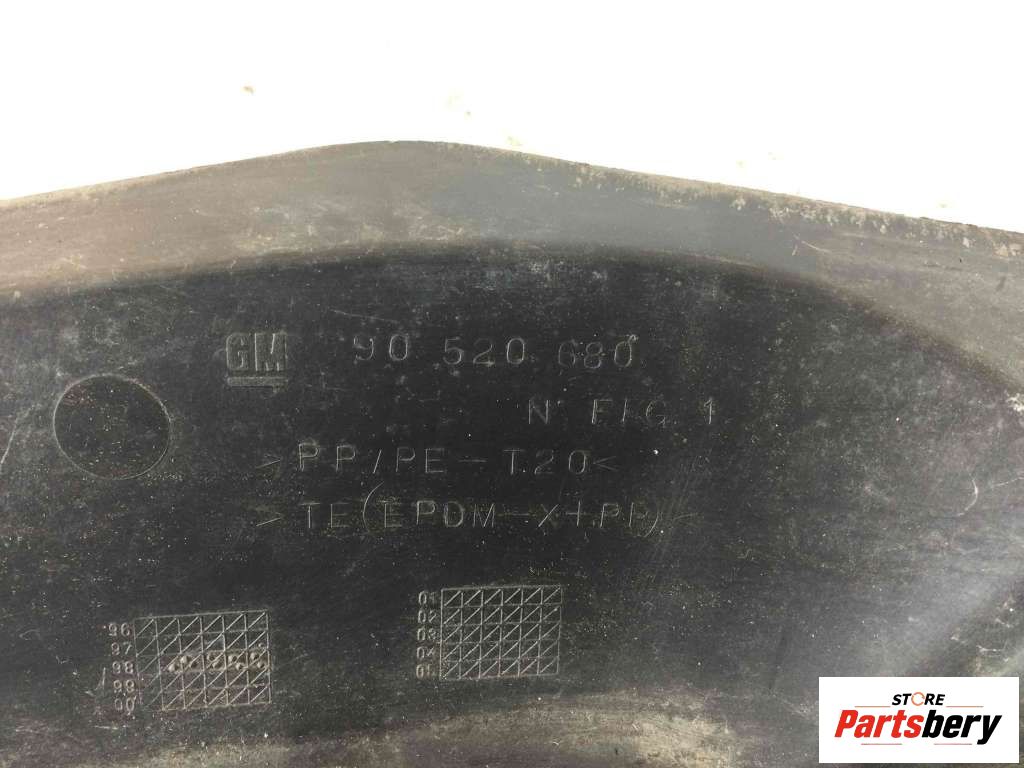 GM 90 520 680
N° FIG 1
>PP/PE-T20<
>TE(EPDM-X+PP)<
96
97
98
99
00
01
02
03
04
STORE
Partsbery